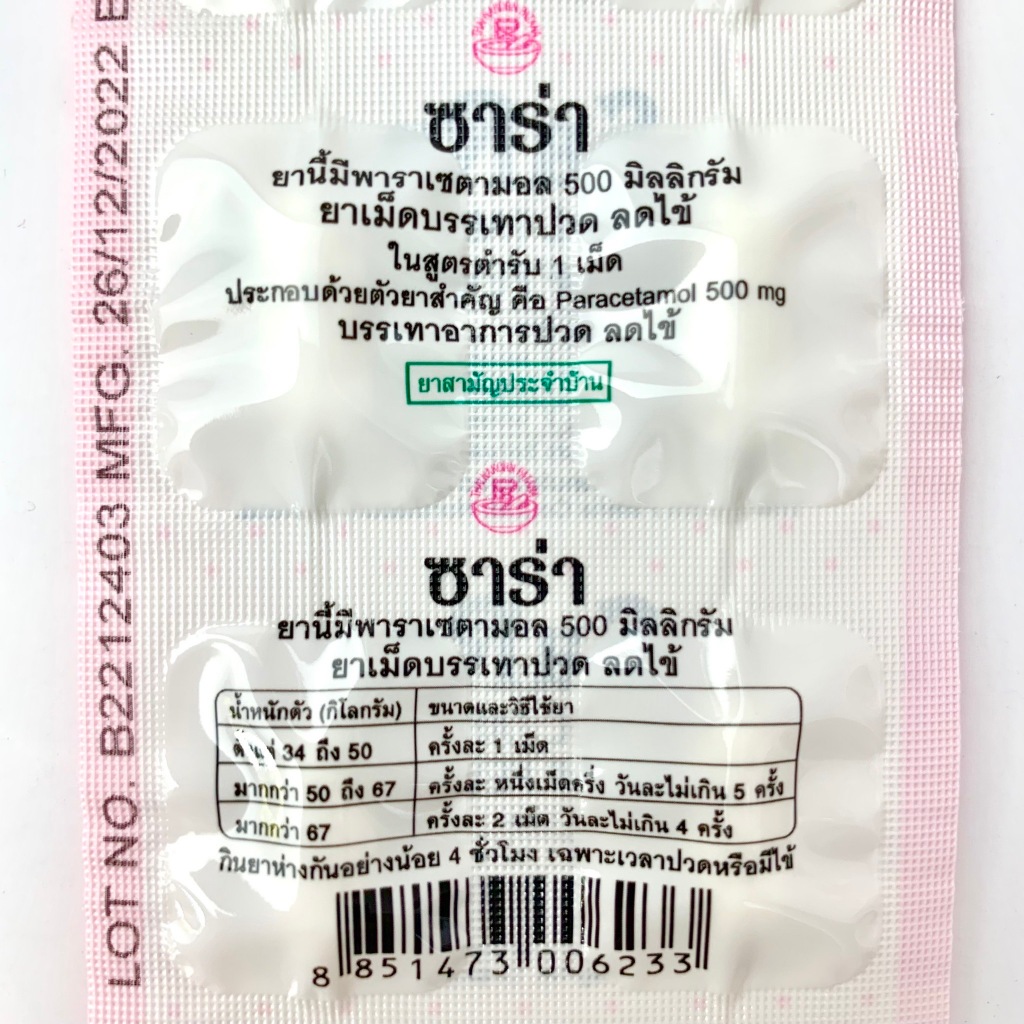 ซาร่า
ยานี้มีพาราเซตามอล 500 มิลลิกรัม
ยาเม็ดบรรเทาปวด ลดไข้
ในสูตรตำรับ 1 เม็ด
ประกอบด้วยตัวยาสำคัญ คือ Paracetamol 500 mg
บรรเทาอาการปวด ลดไข้
ยาสามัญประจำบ้าน
ซาร่า
ยานี้มีพาราเซตามอล 500 มิลลิกรัม
ยาเม็ดบรรเทาปวด ลดไข้
น้ำหนักตัว (กิโลกรัม) ขนาดและวิธีใช้ยา
ตั้งแต่ 34 ถึง 50 ครั้งละ 1 เม็ด
มากกว่า 50 ถึง 67 ครั้งละ หนึ่งเม็ดครึ่ง วันละไม่เกิน 5 ครั้ง
มากกว่า 67 ครั้งละ 2 เม็ด วันละไม่เกิน 4 ครั้ง
กินยาห่างกันอย่างน้อย 4 ชั่วโมง เฉพาะเวลาปวดหรือมีไข้
8 851473 006233
LOT NO. B2212403 MFG. 26/12/2022 E